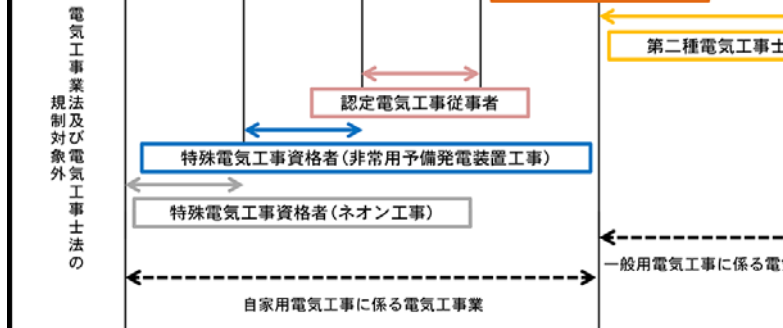 電気工事業法及び電気工事士法の
規制対象外
第二種電気工事士
認定電気工事従事者
特殊電気工事資格者(非常用予備発電装置工事)
特殊電気工事資格者(ネオン工事)
一般用電気工事に係る電気
自家用電気工事に係る電気工事業